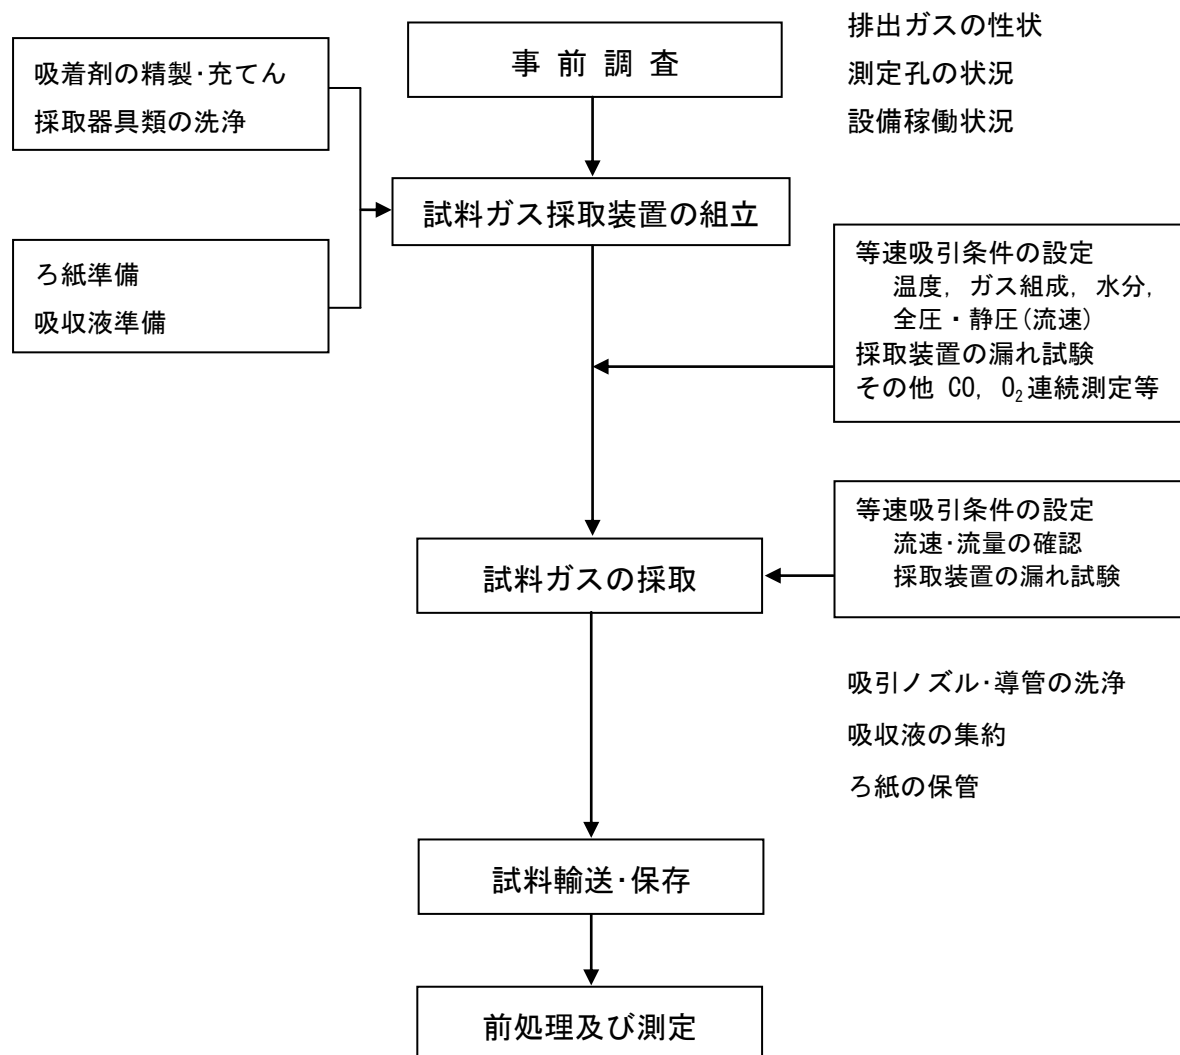 事 前 調 査
排出ガスの性状
測定孔の状況
設備稼働状況
吸着剤の精製･充てん
採取器具類の洗浄
試料ガス採取装置の組立
ろ紙準備
吸収液準備
等速吸引条件の設定
温度, ガス組成, 水分,
全圧・静圧(流速)
採取装置の漏れ試験
その他 CO, O₂連続測定等
等速吸引条件の設定
流速･流量の確認
採取装置の漏れ試験
試料ガスの採取
吸引ノズル･導管の洗浄
吸収液の集約
ろ紙の保管
試料輸送･保存
前処理及び測定